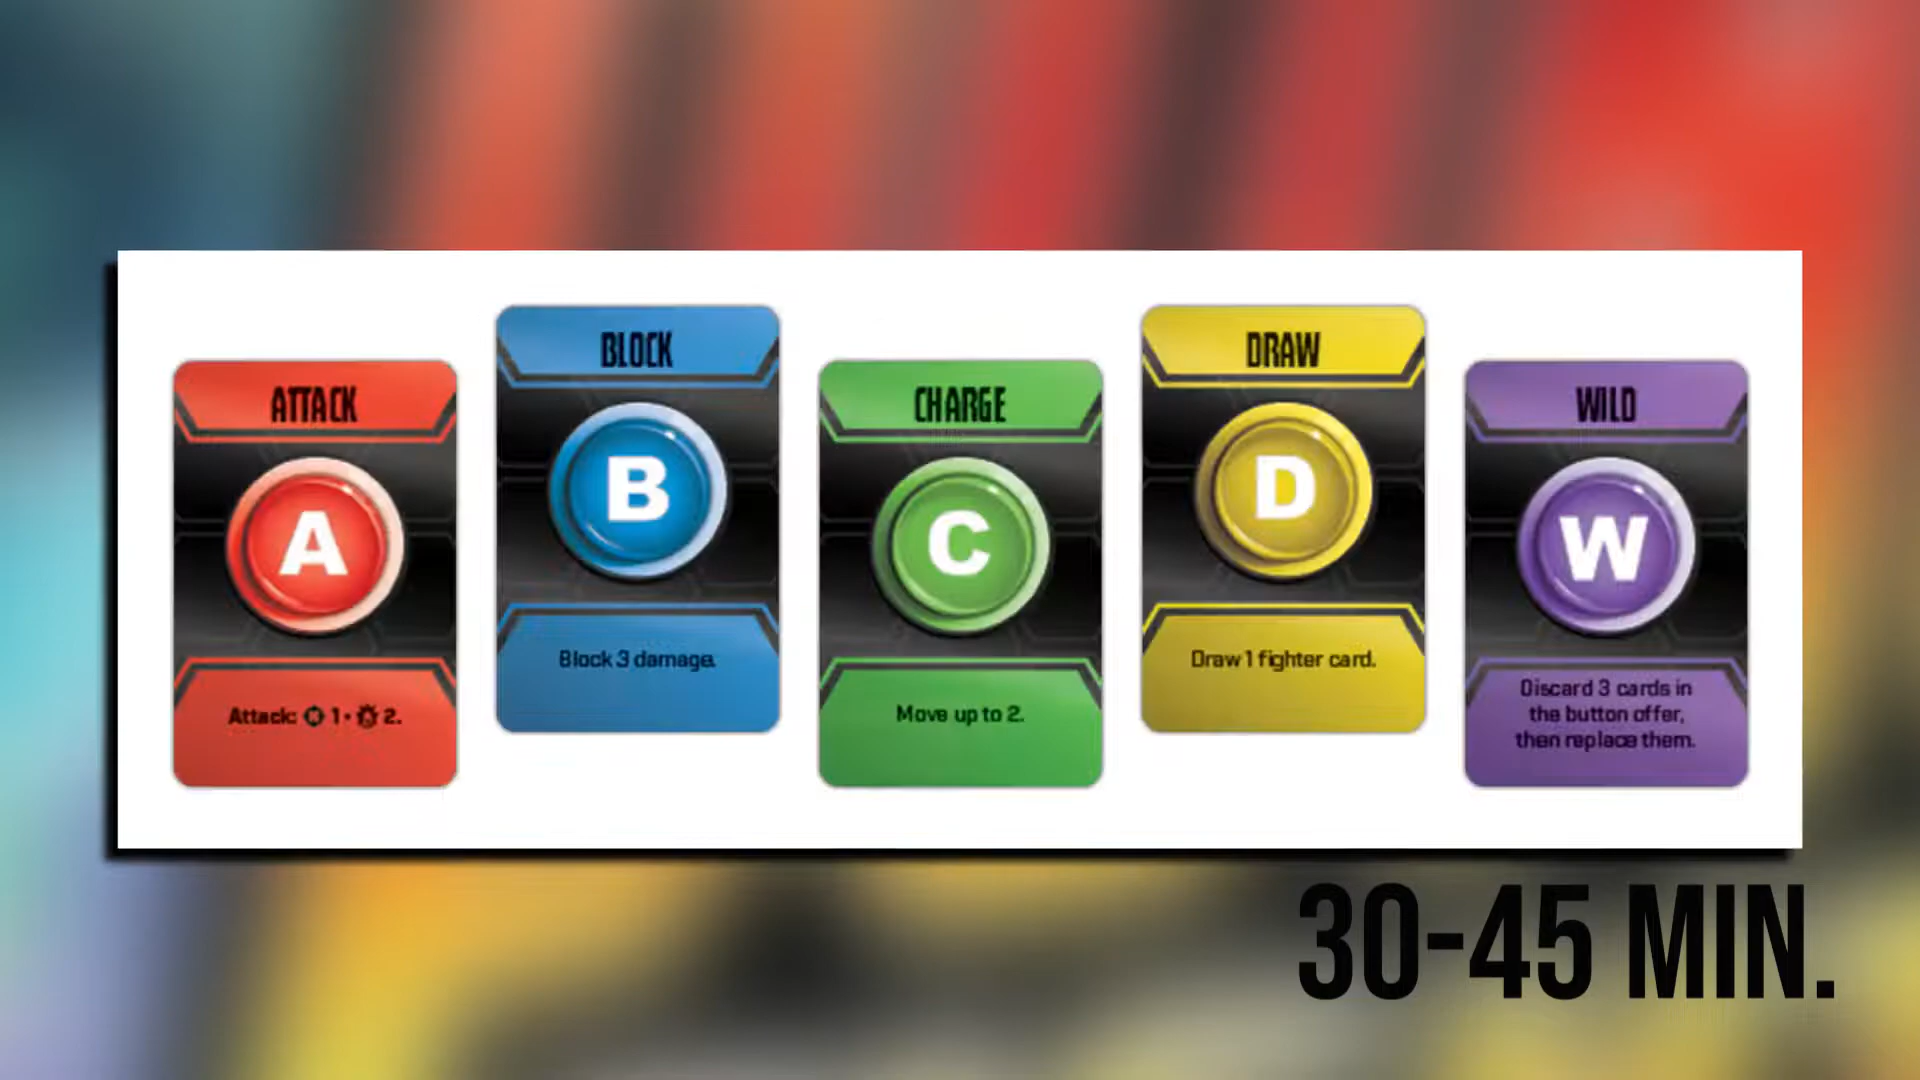 ATTACK
A
Attack: 1 · 2.
BLOCK
B
Block 3 damage.
CHARGE
C
Move up to 2.
DRAW
D
Draw 1 fighter card.
WILD
W
Discard 3 cards in
the button offer,
then replace them.
30-45 MIN.